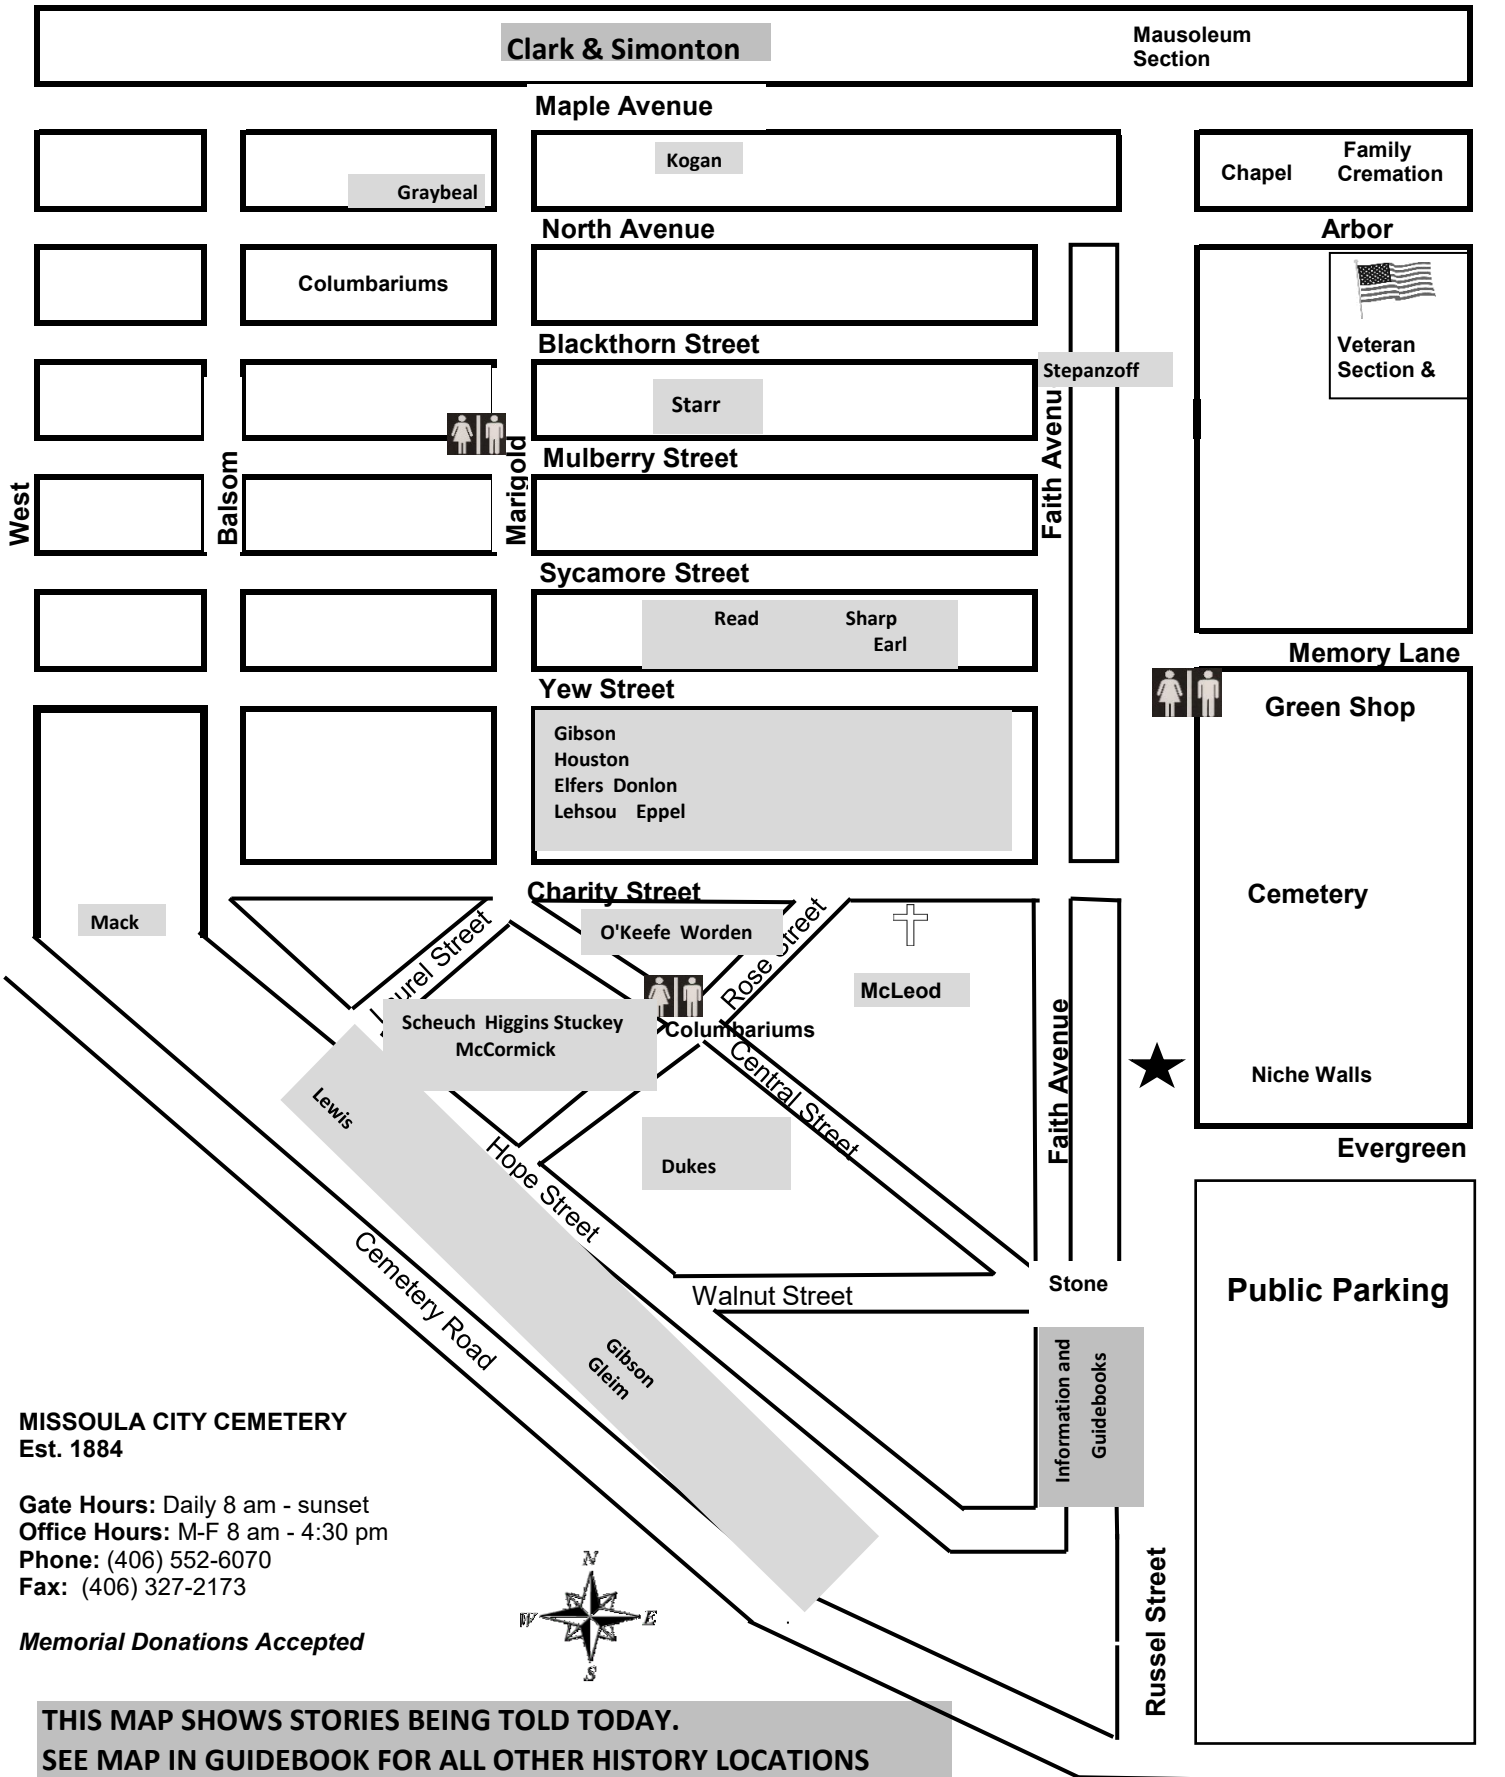 Clark & Simonton
Mausoleum
Section
Maple Avenue
Kogan
Graybeal
Chapel
Family
Cremation
North Avenue
Arbor
Columbariums
Blackthorn Street
Stepanzoff
Veteran
Section &
Starr
Mulberry Street
West
Balsom
Marigold
Faith Avenu
Sycamore Street
Read Sharp
Earl
Memory Lane
Yew Street
Green Shop
Gibson
Houston
Elfers Donlon
Lehsou Eppel
Cemetery
Charity Street
Mack
O'Keefe Worden
Laurel Street
Rose Street
McLeod
Scheuch Higgins Stuckey
McCormick
Columbariums
Central Street
Faith Avenue
Niche Walls
Lewis
Hope Street
Dukes
Evergreen
Cemetery Road
Walnut Street
Stone
Public Parking
Gibson
Gleim
Information and
Guidebooks
MISSOULA CITY CEMETERY
Est. 1884
Gate Hours: Daily 8 am - sunset
Office Hours: M-F 8 am - 4:30 pm
Phone: (406) 552-6070
Fax: (406) 327-2173
Memorial Donations Accepted
N
W E
S
Russel Street
THIS MAP SHOWS STORIES BEING TOLD TODAY.
SEE MAP IN GUIDEBOOK FOR ALL OTHER HISTORY LOCATIONS